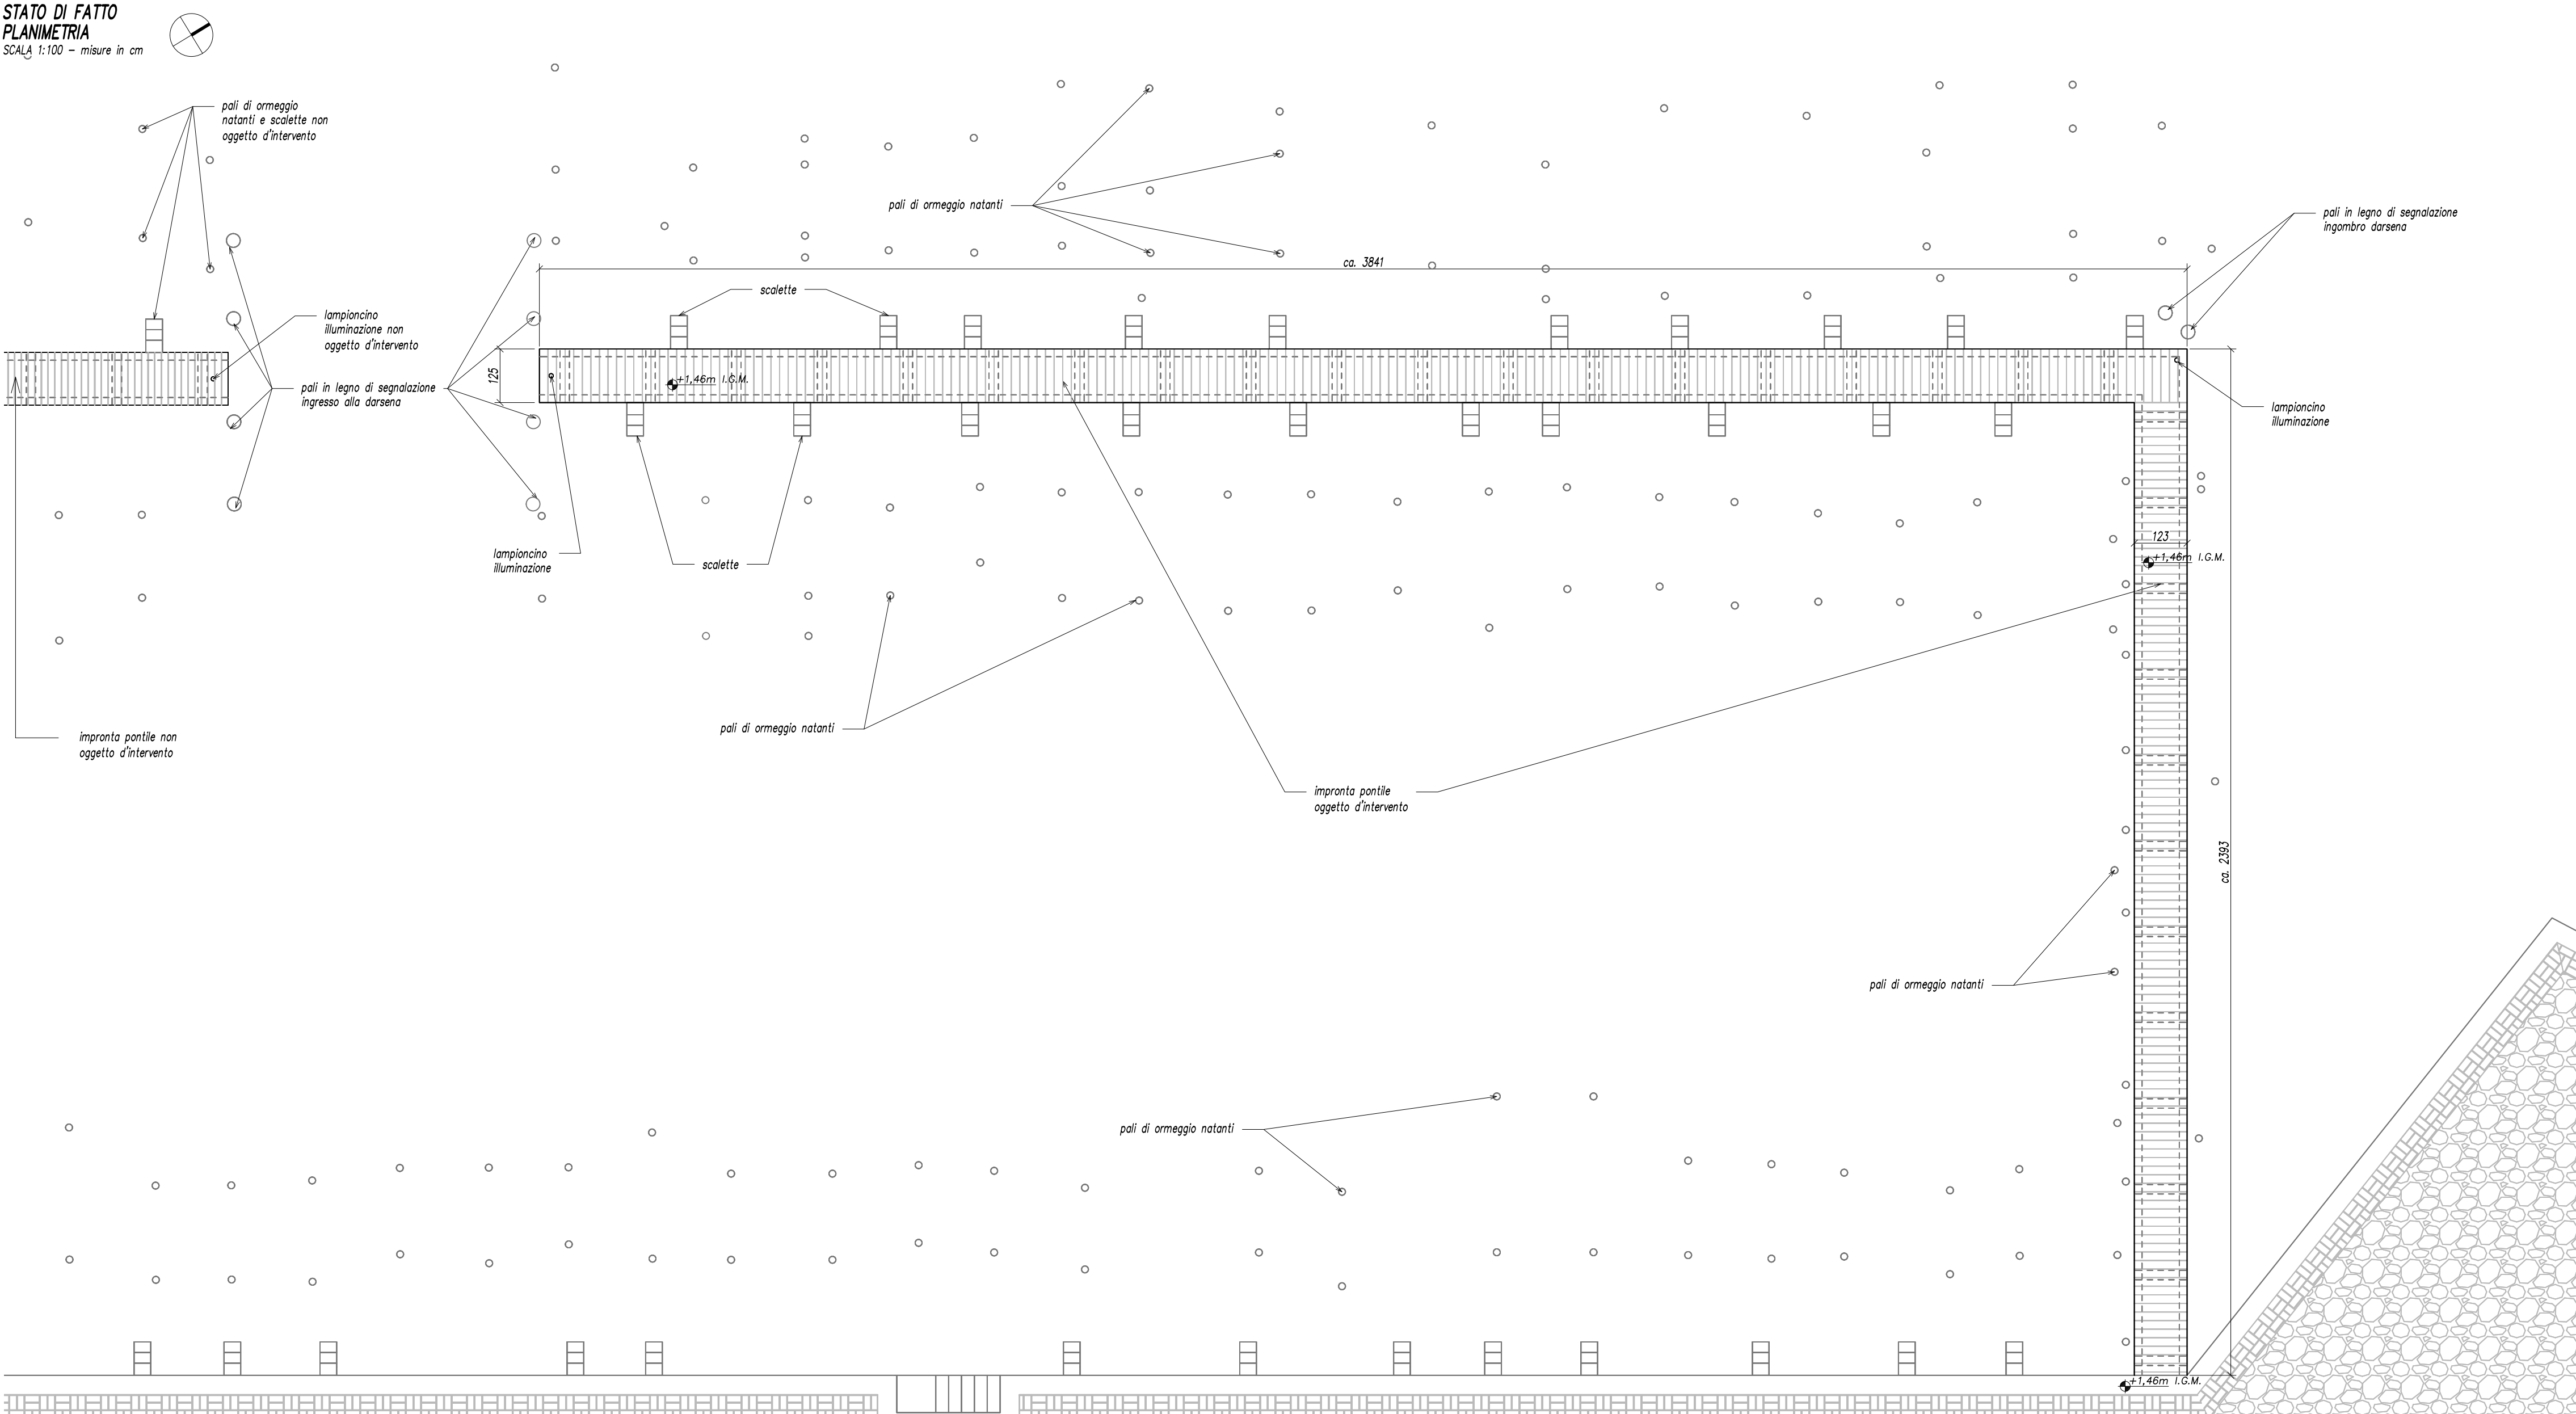 STATO DI FATTO
PLANIMETRIA
SCALA 1:100 - misure in cm
pali di ormeggio
natanti e scalette non
oggetto d'intervento
pali di ormeggio natanti
pali in legno di segnalazione
ingombro darsena
ca. 3841
scalette
lampioncino
illuminazione non
oggetto d'intervento
125
+1,46m I.G.M.
pali in legno di segnalazione
ingresso alla darsena
lampioncino
illuminazione
123
+1,46m I.G.M.
lampioncino
illuminazione
scalette
pali di ormeggio natanti
impronta pontile non
oggetto d'intervento
impronta pontile
oggetto d'intervento
ca. 2393
pali di ormeggio natanti
pali di ormeggio natanti
+1,46m I.G.M.